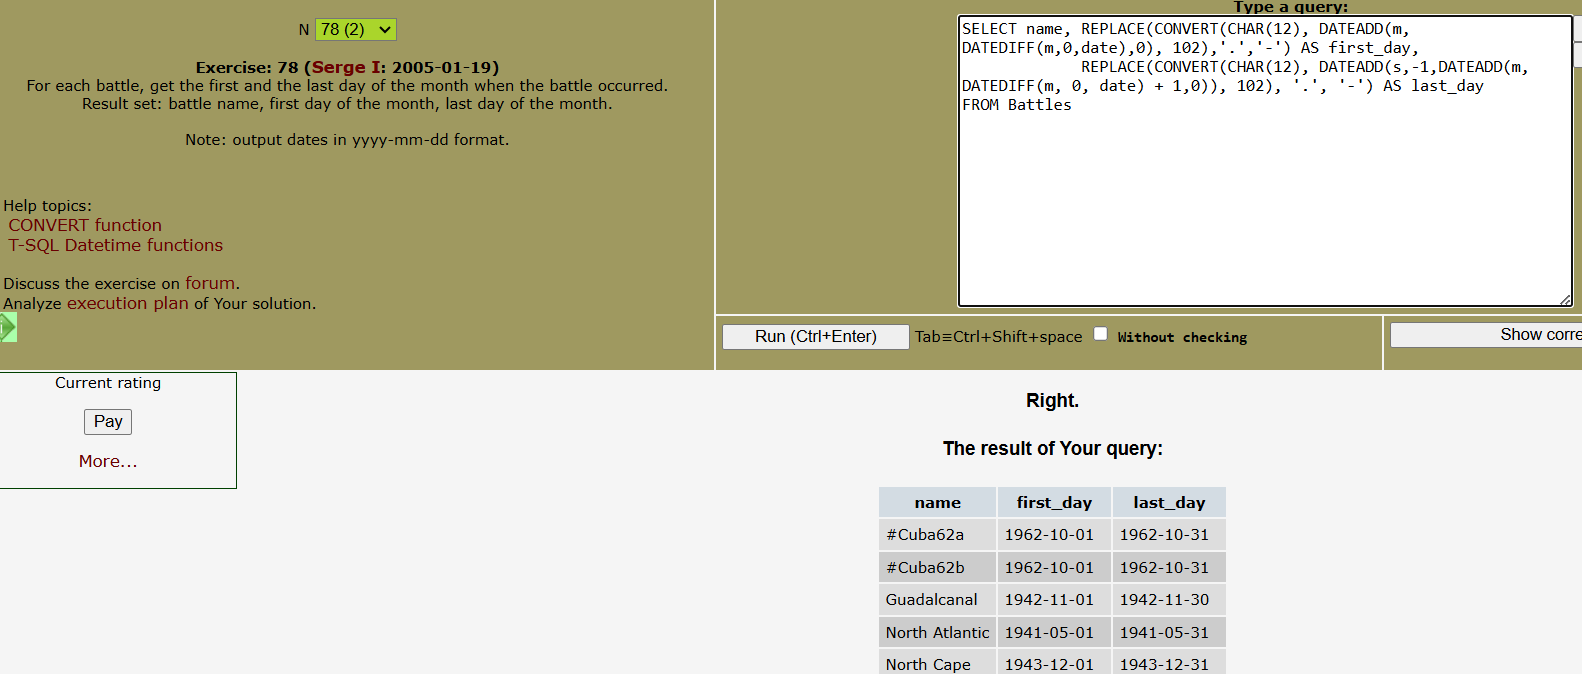 N 78 (2)
Exercise: 78 (Serge I: 2005-01-19)
For each battle, get the first and the last day of the month when the battle occurred.
Result set: battle name, first day of the month, last day of the month.
Note: output dates in yyyy-mm-dd format.
Help topics:
CONVERT function
T-SQL Datetime functions
Discuss the exercise on forum.
Analyze execution plan of Your solution.
Type a query:
SELECT name, REPLACE(CONVERT(CHAR(12), DATEADD(m,
DATEDIFF(m,0,date),0), 102),'.','-') AS first_day,
REPLACE(CONVERT(CHAR(12), DATEADD(s,-1,DATEADD(m,
DATEDIFF(m, 0, date) + 1,0)), 102), '.', '-') AS last_day
FROM Battles
Run (Ctrl+Enter) Tab≡Ctrl+Shift+space Without checking
Show corre
Current rating
Pay
More...
Right.
The result of Your query:
name first_day last_day
#Cuba62a 1962-10-01 1962-10-31
#Cuba62b 1962-10-01 1962-10-31
Guadalcanal 1942-11-01 1942-11-30
North Atlantic 1941-05-01 1941-05-31
North Cape 1943-12-01 1943-12-31